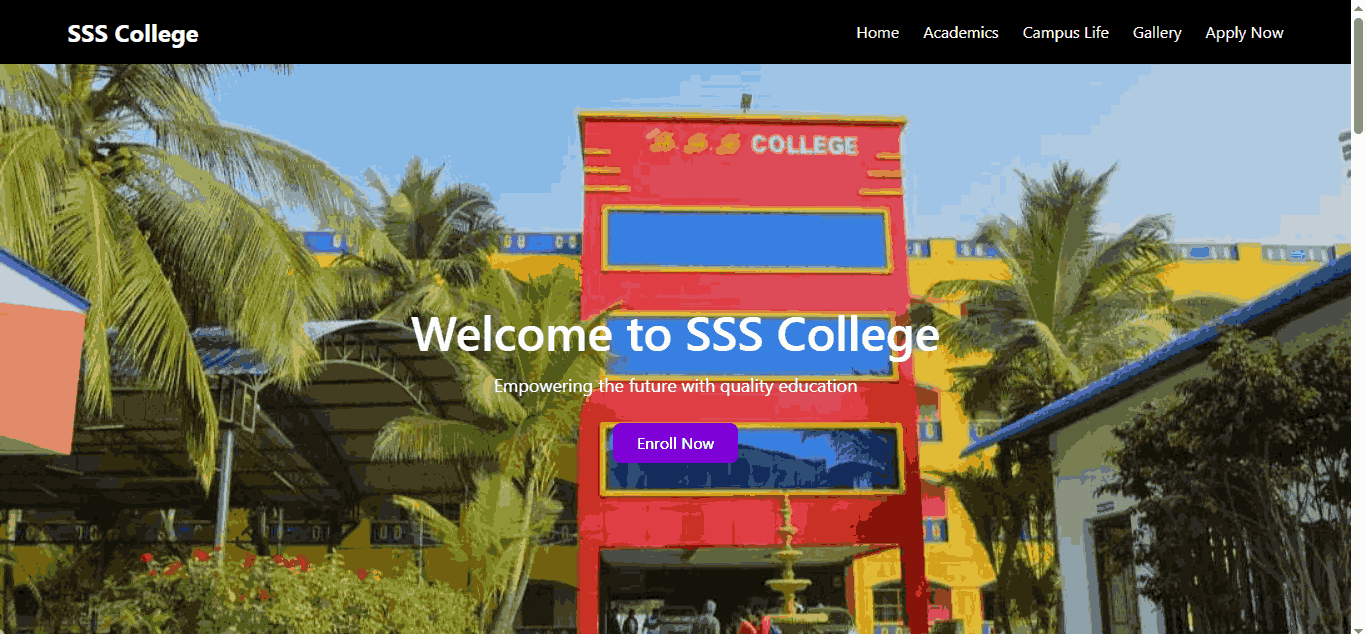 SSS College
Home Academics Campus Life Gallery Apply Now
S S S COLLEGE
Welcome to SSS College
Empowering the future with quality education
Enroll Now